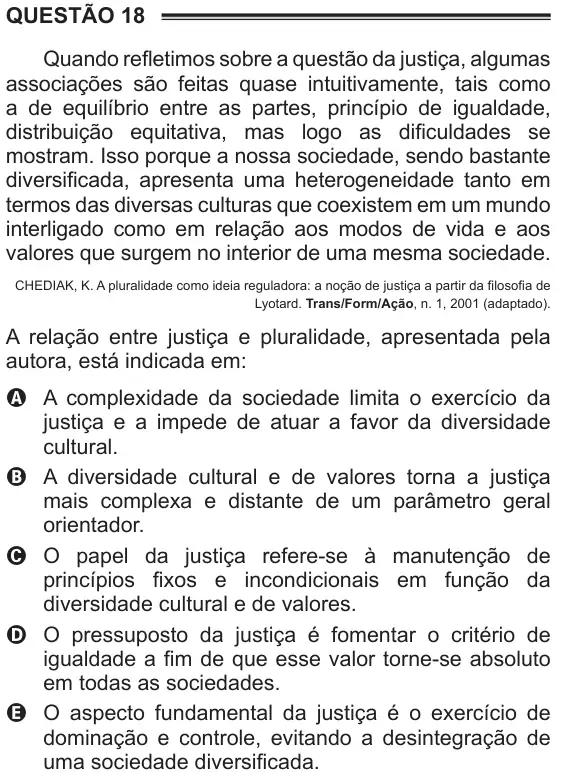 QUESTÃO 18
Quando refletimos sobre a questão da justiça, algumas
associações são feitas quase intuitivamente, tais como
a de equilíbrio entre as partes, princípio de igualdade,
distribuição equitativa, mas logo as dificuldades se
mostram. Isso porque a nossa sociedade, sendo bastante
diversificada, apresenta uma heterogeneidade tanto em
termos das diversas culturas que coexistem em um mundo
interligado como em relação aos modos de vida e aos
valores que surgem no interior de uma mesma sociedade.
CHEDIAK, K. A pluralidade como ideia reguladora: a noção de justiça a partir da filosofia de
Lyotard. Trans/Form/Ação, n. 1, 2001 (adaptado).
A relação entre justiça e pluralidade, apresentada pela
autora, está indicada em:
A A complexidade da sociedade limita o exercício da
justiça e a impede de atuar a favor da diversidade
cultural.
B A diversidade cultural e de valores torna a justiça
mais complexa e distante de um parâmetro geral
orientador.
C O papel da justiça refere-se à manutenção de
princípios fixos e incondicionais em função da
diversidade cultural e de valores.
D O pressuposto da justiça é fomentar o critério de
igualdade a fim de que esse valor torne-se absoluto
em todas as sociedades.
E O aspecto fundamental da justiça é o exercício de
dominação e controle, evitando a desintegração de
uma sociedade diversificada.